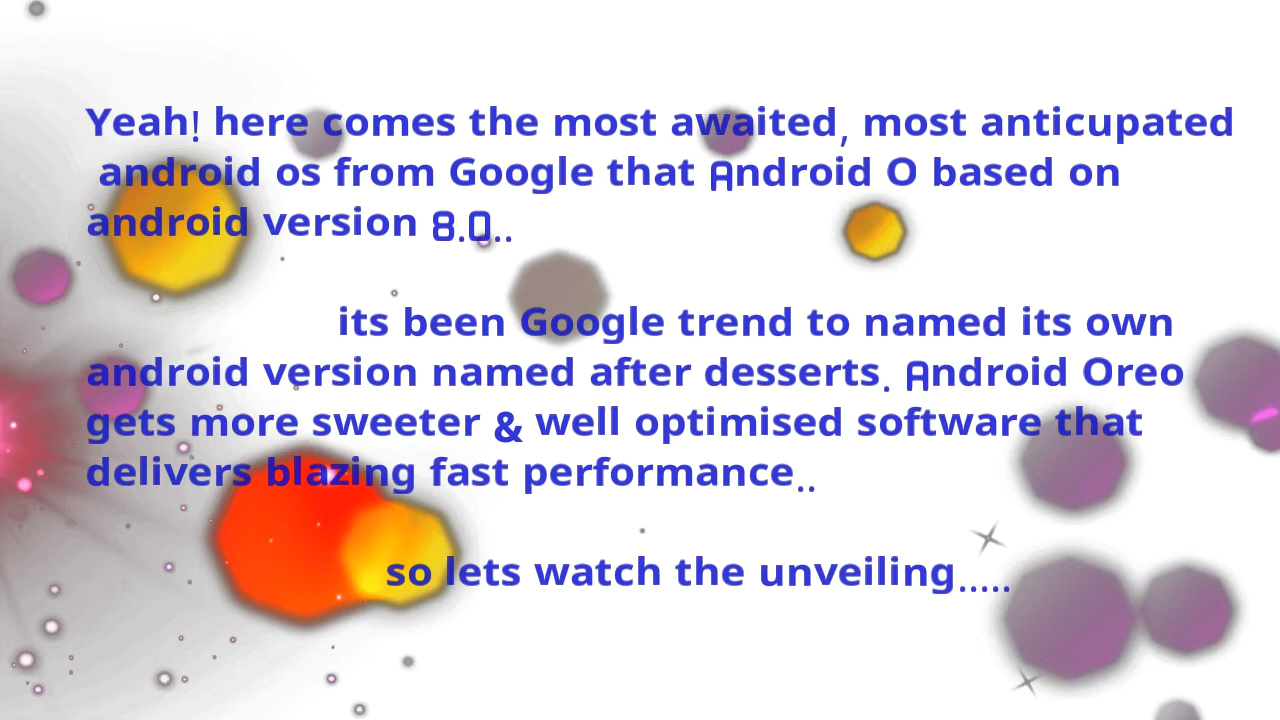 Yeah! here comes the most awaited, most anticupated
android os from Google that Android O based on
android version 8.0..
its been Google trend to named its own
android version named after desserts. Android Oreo
gets more sweeter & well optimised software that
delivers blazing fast performance..
so lets watch the unveiling.....